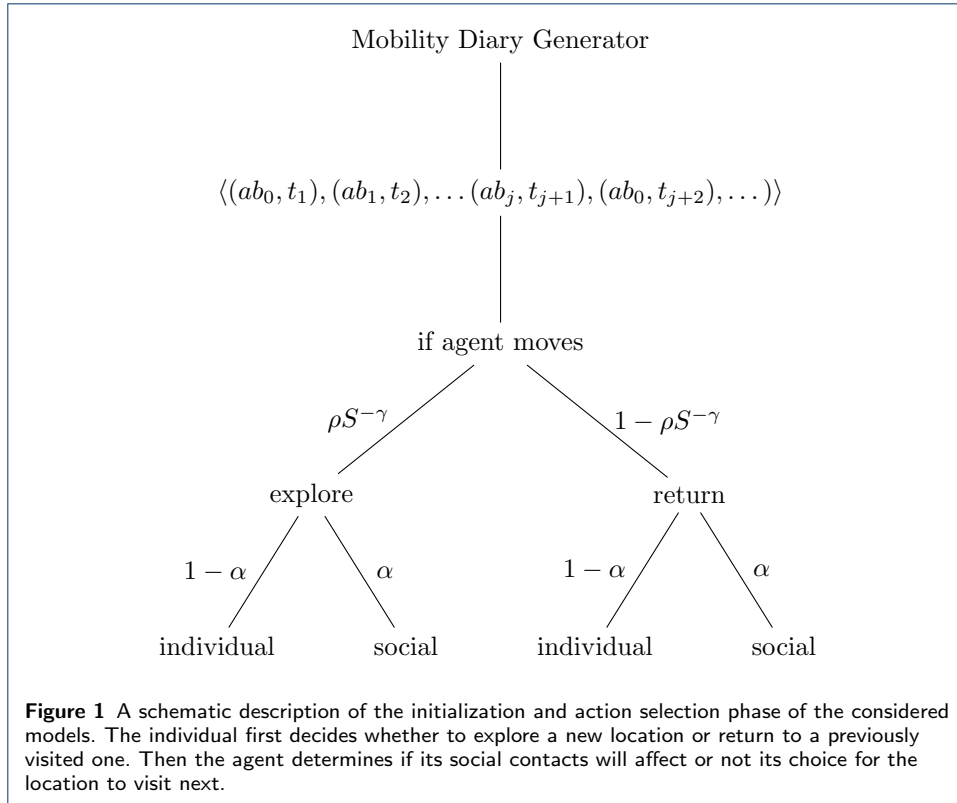 Mobility Diary Generator
⟨(ab₀, t₁), (ab₁, t₂), … (abⱼ, tⱼ₊₁), (ab₀, tⱼ₊₂), … )⟩
if agent moves
ρS^{−γ} 1 − ρS^{−γ}
explore return
1 − α α 1 − α α
individual social individual social
Figure 1 A schematic description of the initialization and action selection phase of the considered
models. The individual first decides whether to explore a new location or return to a previously
visited one. Then the agent determines if its social contacts will affect or not its choice for the
location to visit next.